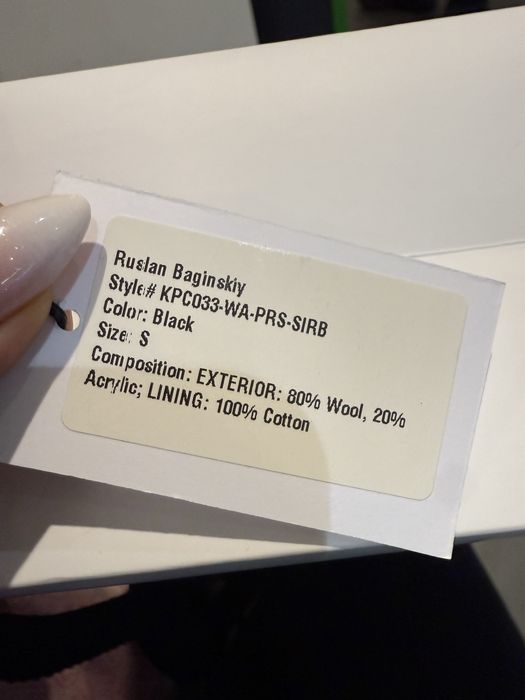 Ruslan Baginskiy
Style# KPC033-WA-PRS-SIRB
Color: Black
Size: S
Composition: EXTERIOR: 80% Wool, 20%
Acrylic; LINING: 100% Cotton